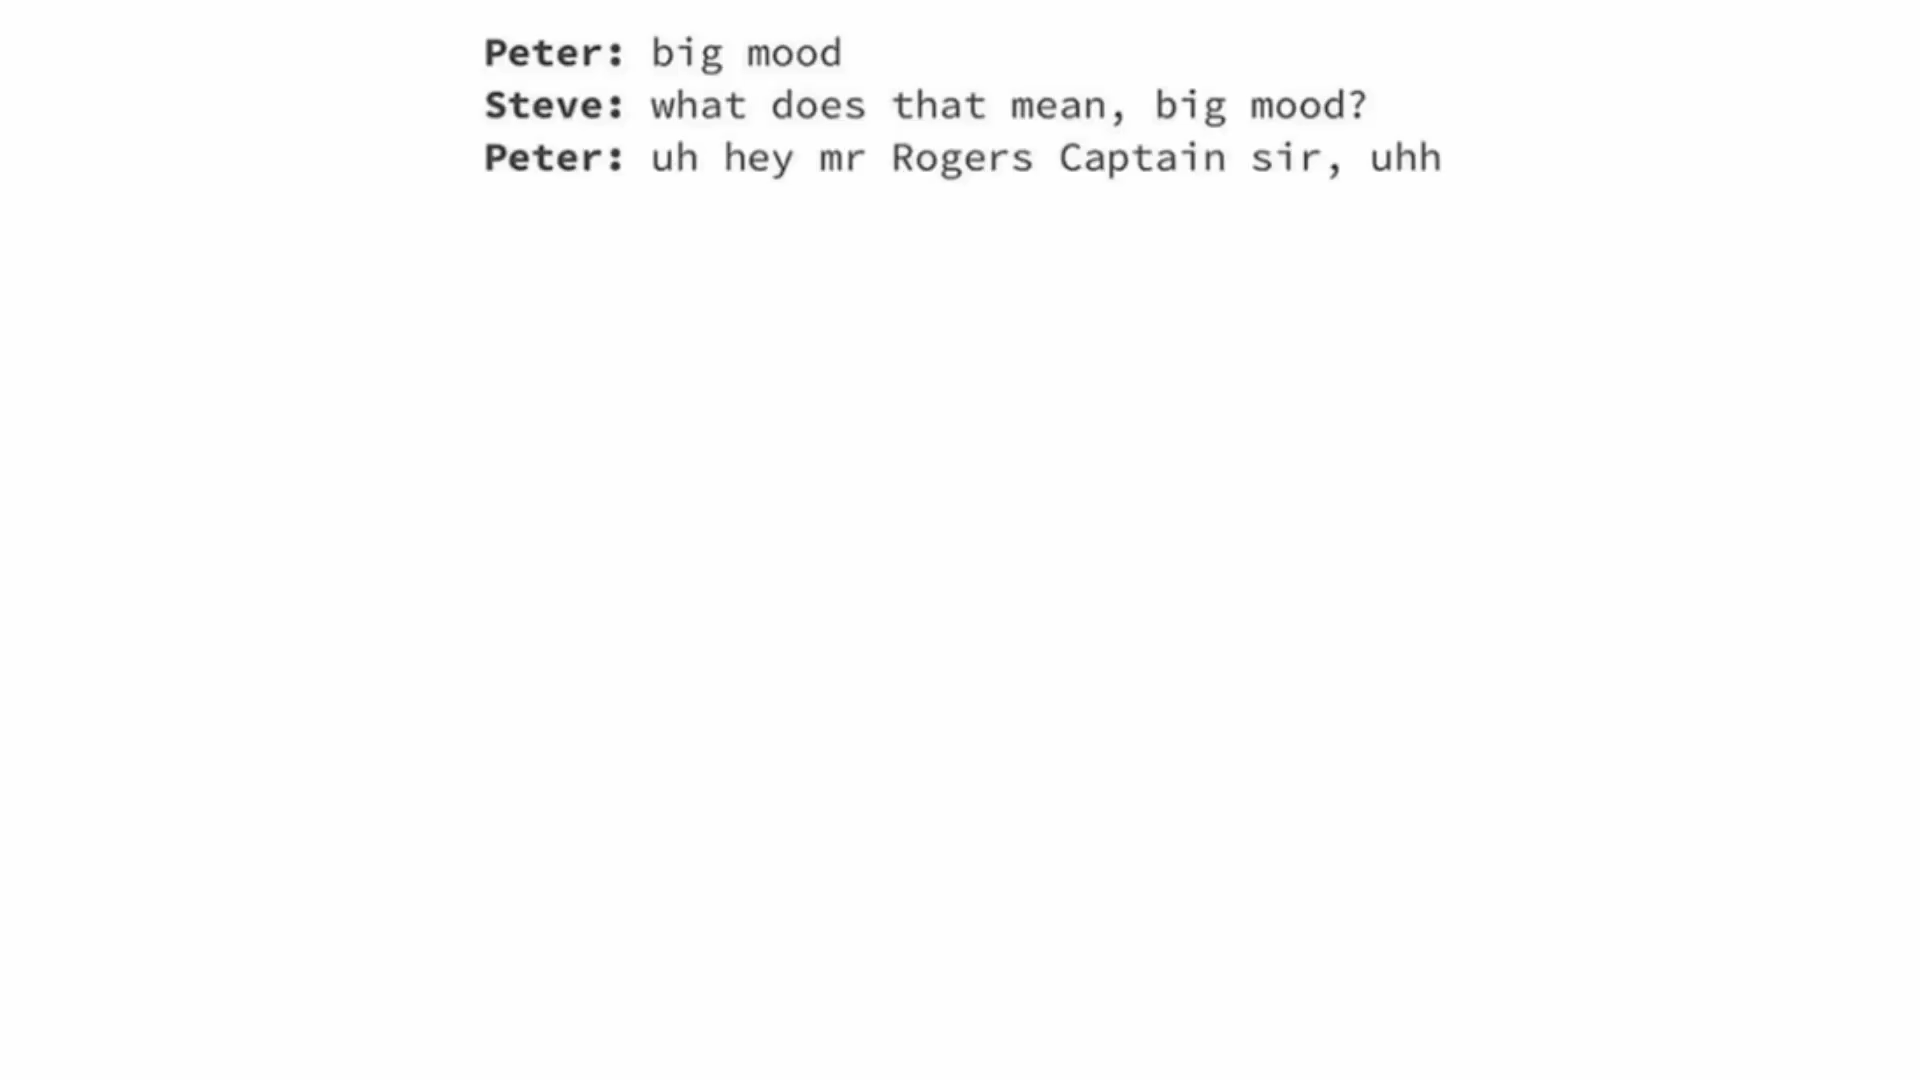 Peter: big mood
Steve: what does that mean, big mood?
Peter: uh hey mr Rogers Captain sir, uhh